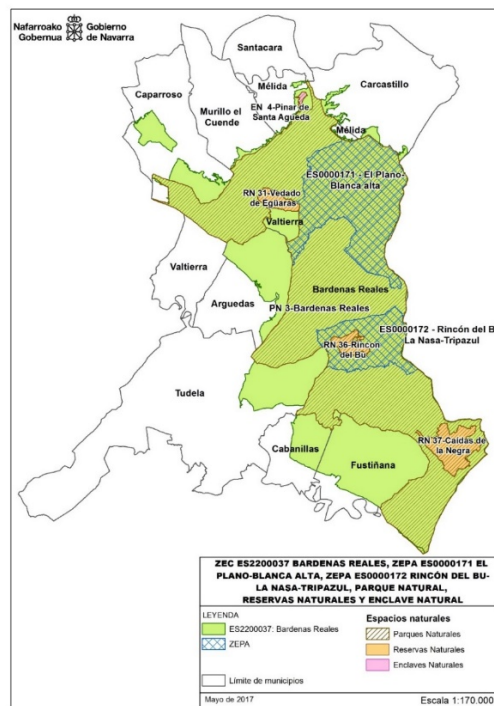 Nafarroako Gobernua
Gobierno de Navarra
Santacara
Mélida
Carcastillo
Caparroso
Murillo el
Cuende
EN 4-Pinar de
Santa Agueda
Mélida
ES0000171 - El Plano-
Blanca alta
RN 31-Vedado
de Egüaras
Valtierra
Valtierra
Bardenas Reales
Arguedas
PN 3-Bardenas Reales
ES0000172 - Rincón del B
La Nasa-Tripazul
RN 36-Rincon
del Bu
Tudela
RN 37-Caidas de
la Negra
Cabanillas
Fustiñana
ZEC ES2200037 BARDENAS REALES, ZEPA ES0000171 EL
PLANO-BLANCA ALTA, ZEPA ES0000172 RINCÓN DEL BU-
LA NASA-TRIPAZUL, PARQUE NATURAL,
RESERVAS NATURALES Y ENCLAVE NATURAL
LEYENDA
ES2200037: Bardenas Reales
ZEPA
Límite de municipios
Espacios naturales
Parques Naturales
Reservas Naturales
Enclaves Naturales
Mayo de 2017
Escala 1:170.000